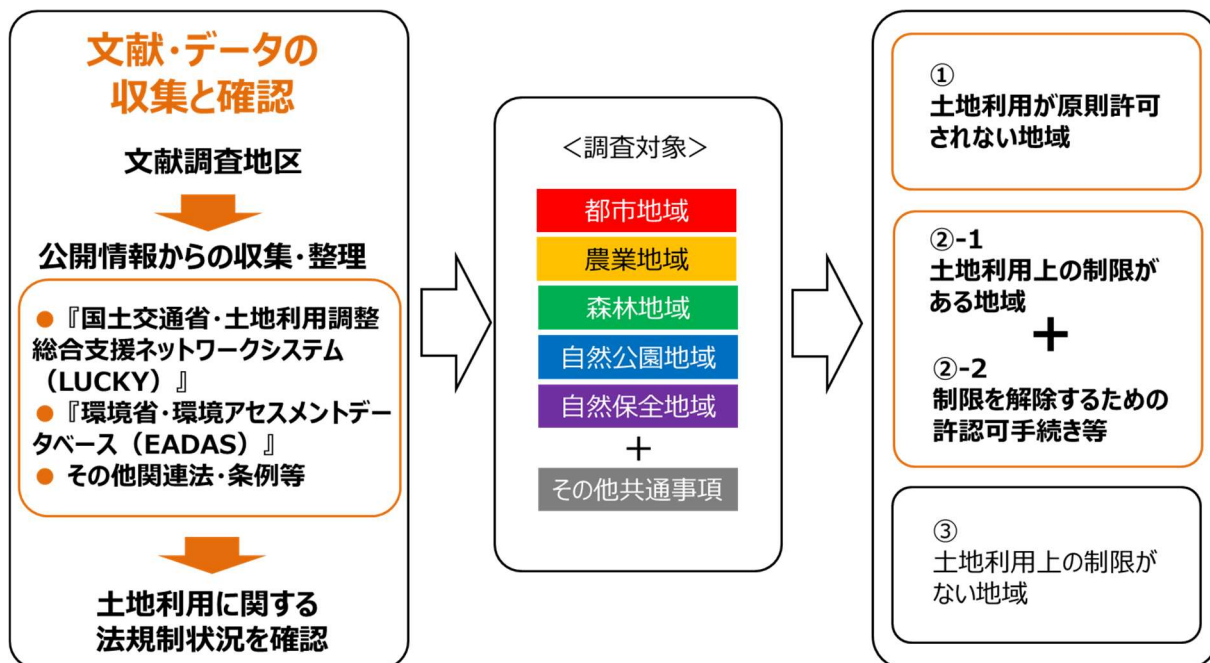 文献・データの
収集と確認
文献調査地区
公開情報からの収集・整理
● 『国土交通省・土地利用調整
総合支援ネットワークシステム
（LUCKY）』
● 『環境省・環境アセスメントデー
タベース（EADAS）』
● その他関連法・条例等
土地利用に関する
法規制状況を確認
＜調査対象＞
都市地域
農業地域
森林地域
自然公園地域
自然保全地域
＋
その他共通事項
①
土地利用が原則許可
されない地域
②-1
土地利用上の制限が
ある地域
＋
②-2
制限を解除するための
許認可手続き等
③
土地利用上の制限が
ない地域